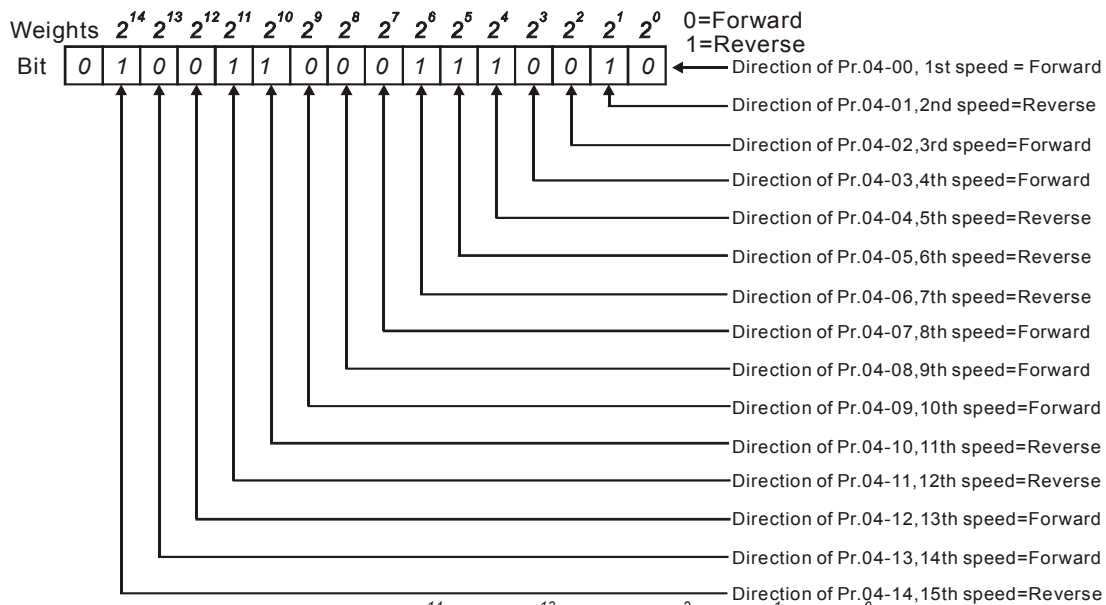 Weights 2^14 2^13 2^12 2^11 2^10 2^9 2^8 2^7 2^6 2^5 2^4 2^3 2^2 2^1 2^0 0=Forward
1=Reverse
Bit 0 1 0 0 1 1 0 0 0 1 1 1 0 0 1 0 Direction of Pr.04-00, 1st speed = Forward
Direction of Pr.04-01,2nd speed=Reverse
Direction of Pr.04-02,3rd speed=Forward
Direction of Pr.04-03,4th speed=Forward
Direction of Pr.04-04,5th speed=Reverse
Direction of Pr.04-05,6th speed=Reverse
Direction of Pr.04-06,7th speed=Reverse
Direction of Pr.04-07,8th speed=Forward
Direction of Pr.04-08,9th speed=Forward
Direction of Pr.04-09,10th speed=Forward
Direction of Pr.04-10,11th speed=Reverse
Direction of Pr.04-11,12th speed=Reverse
Direction of Pr.04-12,13th speed=Forward
Direction of Pr.04-13,14th speed=Forward
Direction of Pr.04-14,15th speed=Reverse